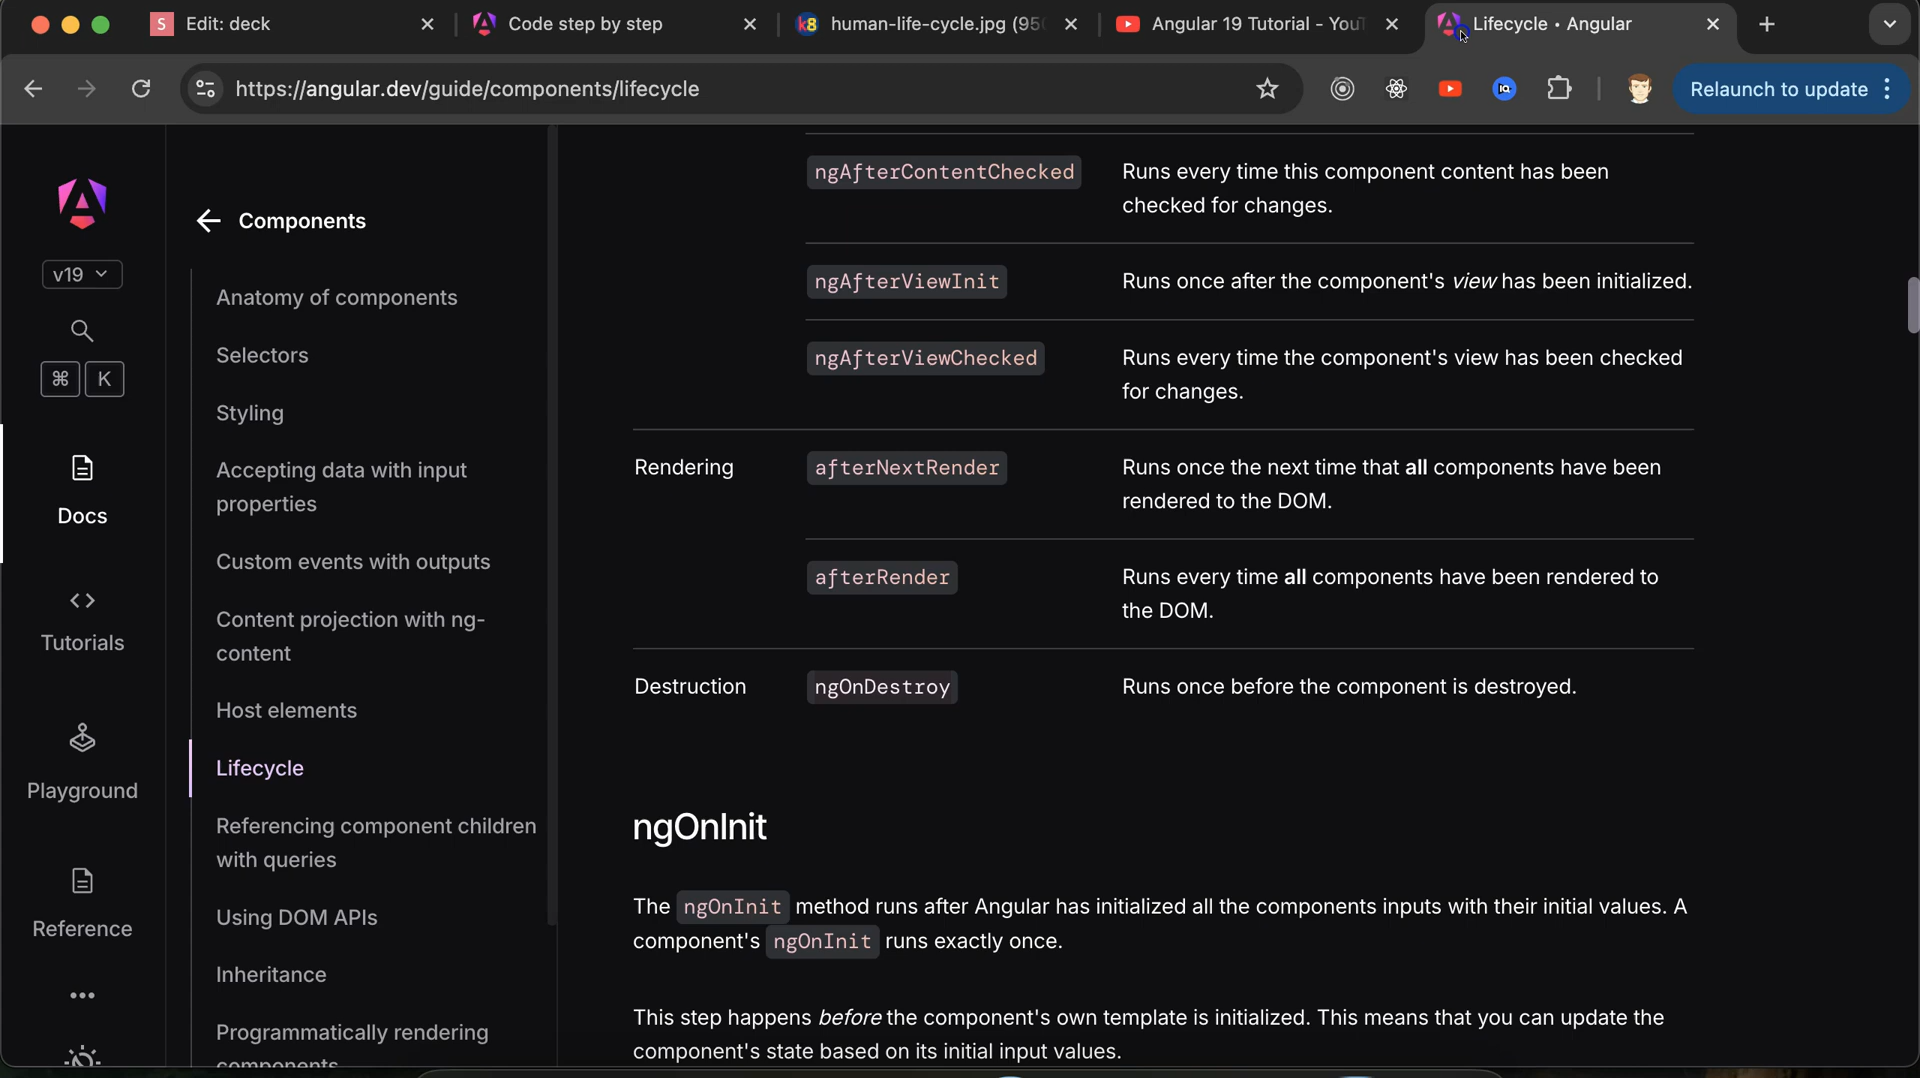 S Edit: deck
Code step by step
k8 human-life-cycle.jpg (950
Angular 19 Tutorial - YouT
Lifecycle • Angular
https://angular.dev/guide/components/lifecycle
IQ
Relaunch to update
v19
⌘ K
Docs
Tutorials
Playground
Reference
Components
Anatomy of components
Selectors
Styling
Accepting data with input
properties
Custom events with outputs
Content projection with ng-
content
Host elements
Lifecycle
Referencing component children
with queries
Using DOM APIs
Inheritance
Programmatically rendering
components
ngAfterContentChecked Runs every time this component content has been
checked for changes.
ngAfterViewInit Runs once after the component's view has been initialized.
ngAfterViewChecked Runs every time the component's view has been checked
for changes.
Rendering afterNextRender Runs once the next time that all components have been
rendered to the DOM.
afterRender Runs every time all components have been rendered to
the DOM.
Destruction ngOnDestroy Runs once before the component is destroyed.
ngOnInit
The ngOnInit method runs after Angular has initialized all the components inputs with their initial values. A
component's ngOnInit runs exactly once.
This step happens before the component's own template is initialized. This means that you can update the
component's state based on its initial input values.